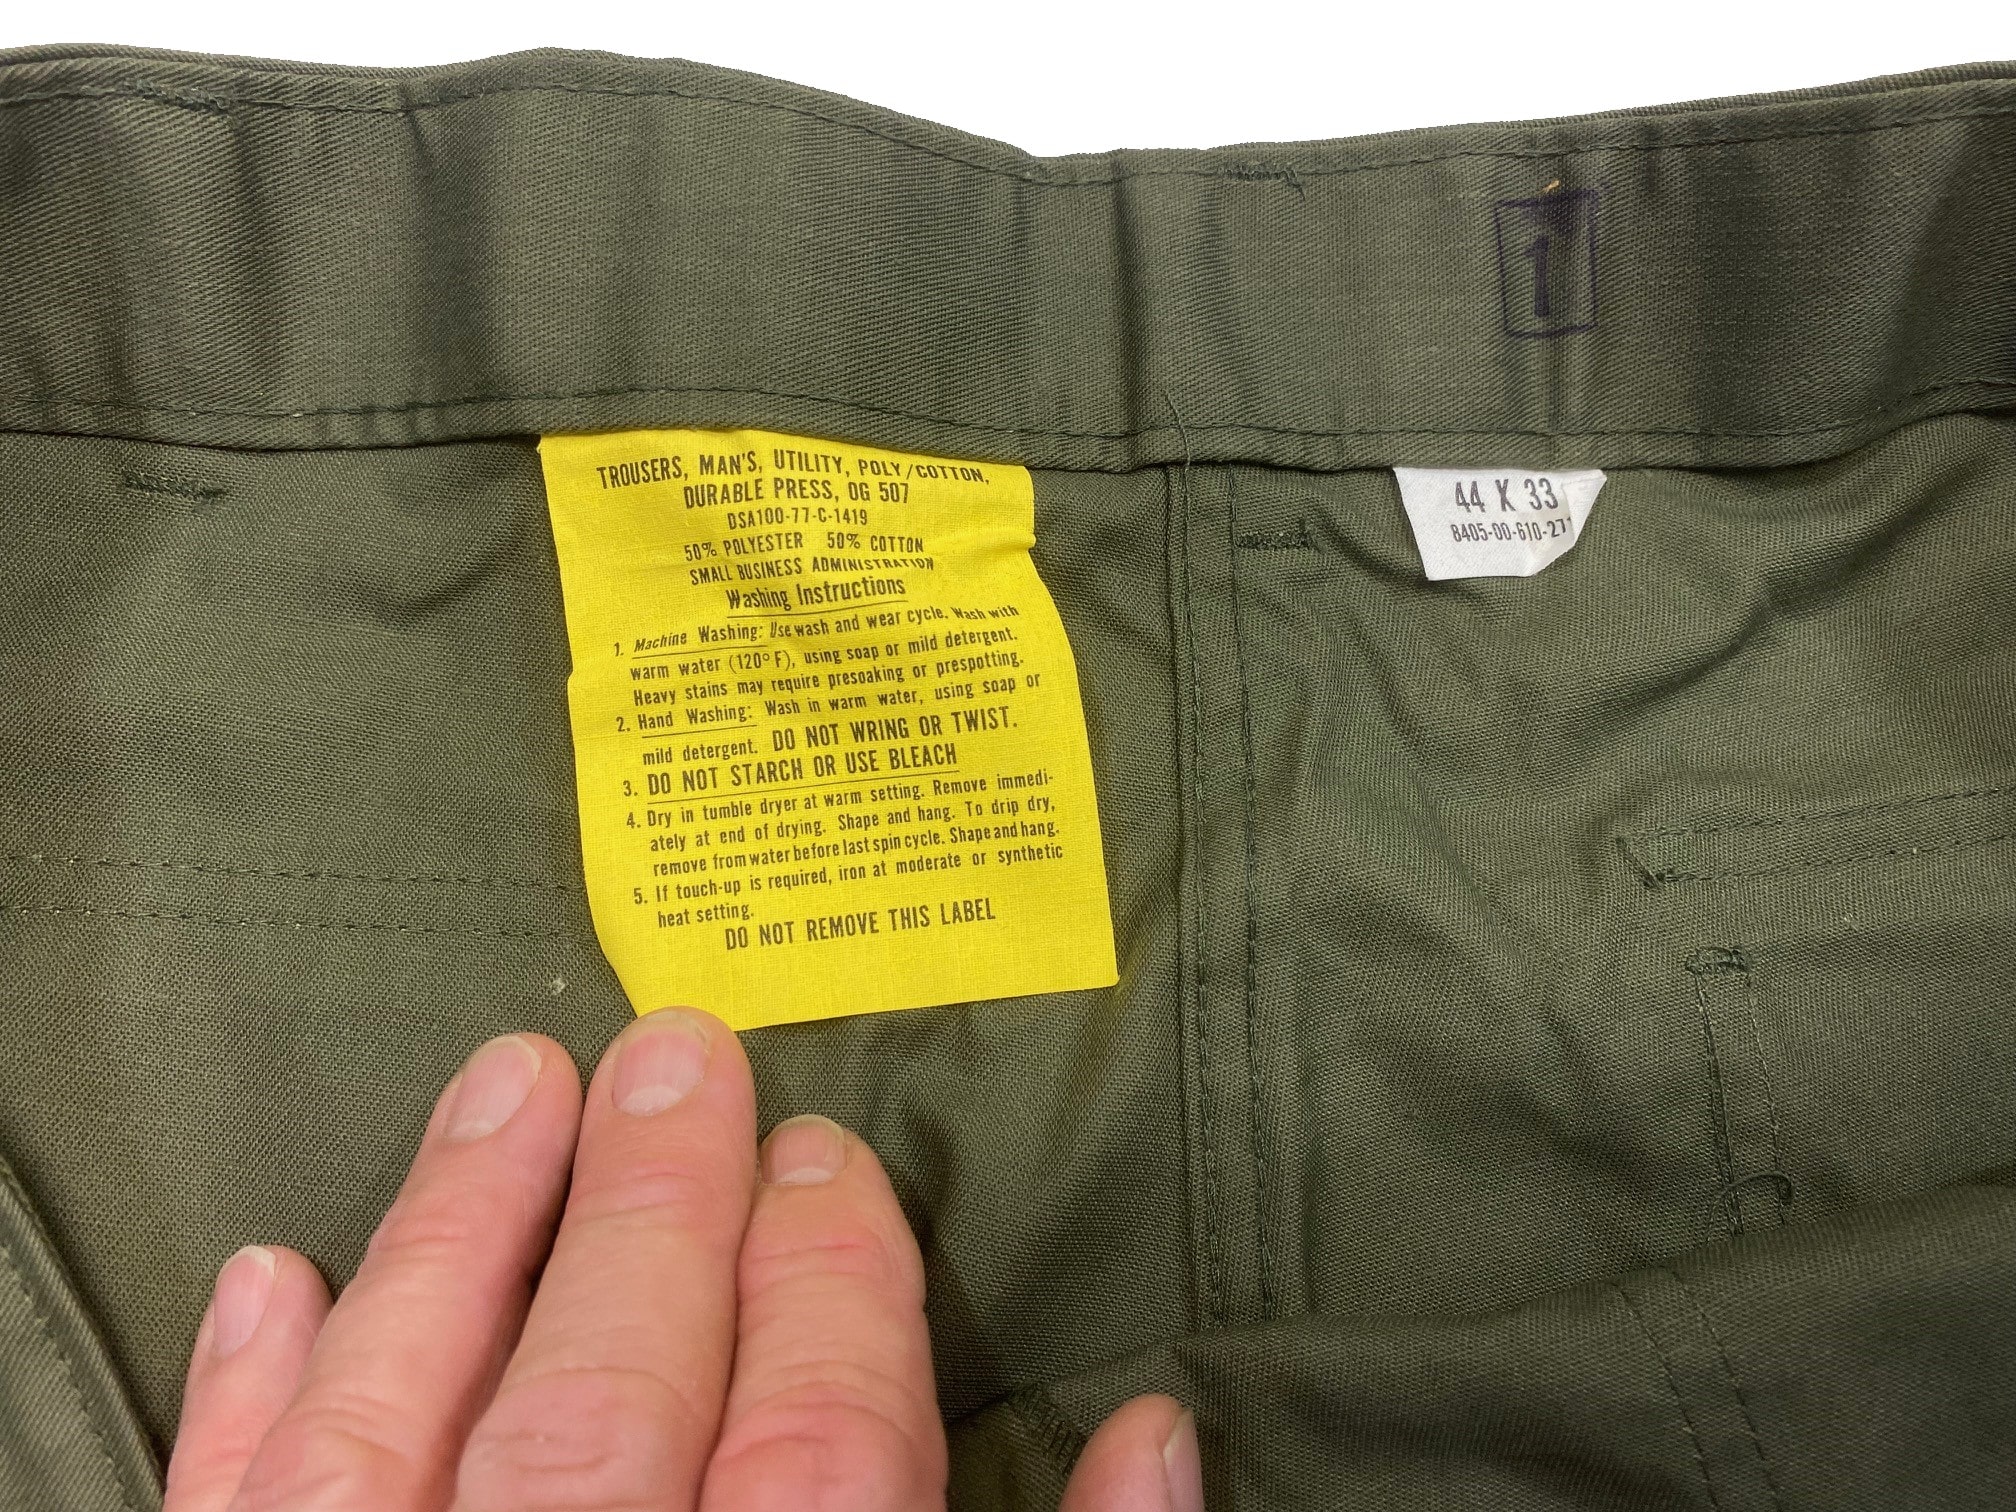 1
TROUSERS, MAN'S, UTILITY, POLY/COTTON,
DURABLE PRESS, OG 507
DSA100-77-C-1419
50% POLYESTER 50% COTTON
SMALL BUSINESS ADMINISTRATION
Washing Instructions
1. Machine Washing: Use wash and wear cycle. Wash with
warm water (120° F), using soap or mild detergent.
Heavy stains may require presoaking or prespotting.
2. Hand Washing: Wash in warm water, using soap or
mild detergent. DO NOT WRING OR TWIST.
3. DO NOT STARCH OR USE BLEACH
4. Dry in tumble dryer at warm setting. Remove immedi-
ately at end of drying. Shape and hang. To drip dry,
remove from water before last spin cycle. Shape and hang.
5. If touch-up is required, iron at moderate or synthetic
heat setting.
DO NOT REMOVE THIS LABEL
44 X 33